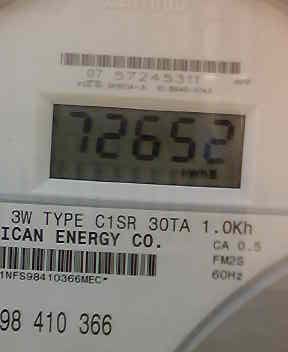 07 57245311
72652
3W TYPE C1SR 30TA 1.0Kh
ICAN ENERGY CO.
CA 0.5
FM2S
60Hz
1NFS98410366MEC*
98 410 366